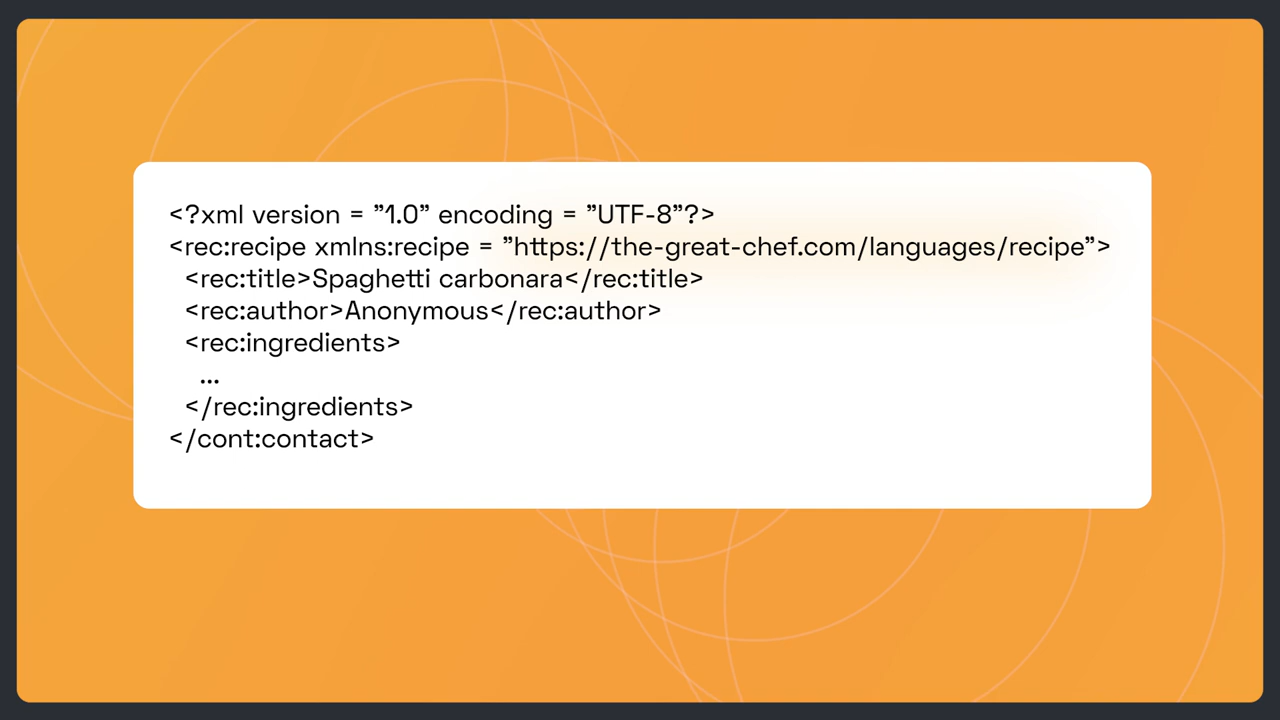 <?xml version = ”1.0” encoding = ”UTF-8”?>
<rec:recipe xmlns:recipe = ”https://the-great-chef.com/languages/recipe”>
<rec:title>Spaghetti carbonara</rec:title>
<rec:author>Anonymous</rec:author>
<rec:ingredients>
...
</rec:ingredients>
</cont:contact>